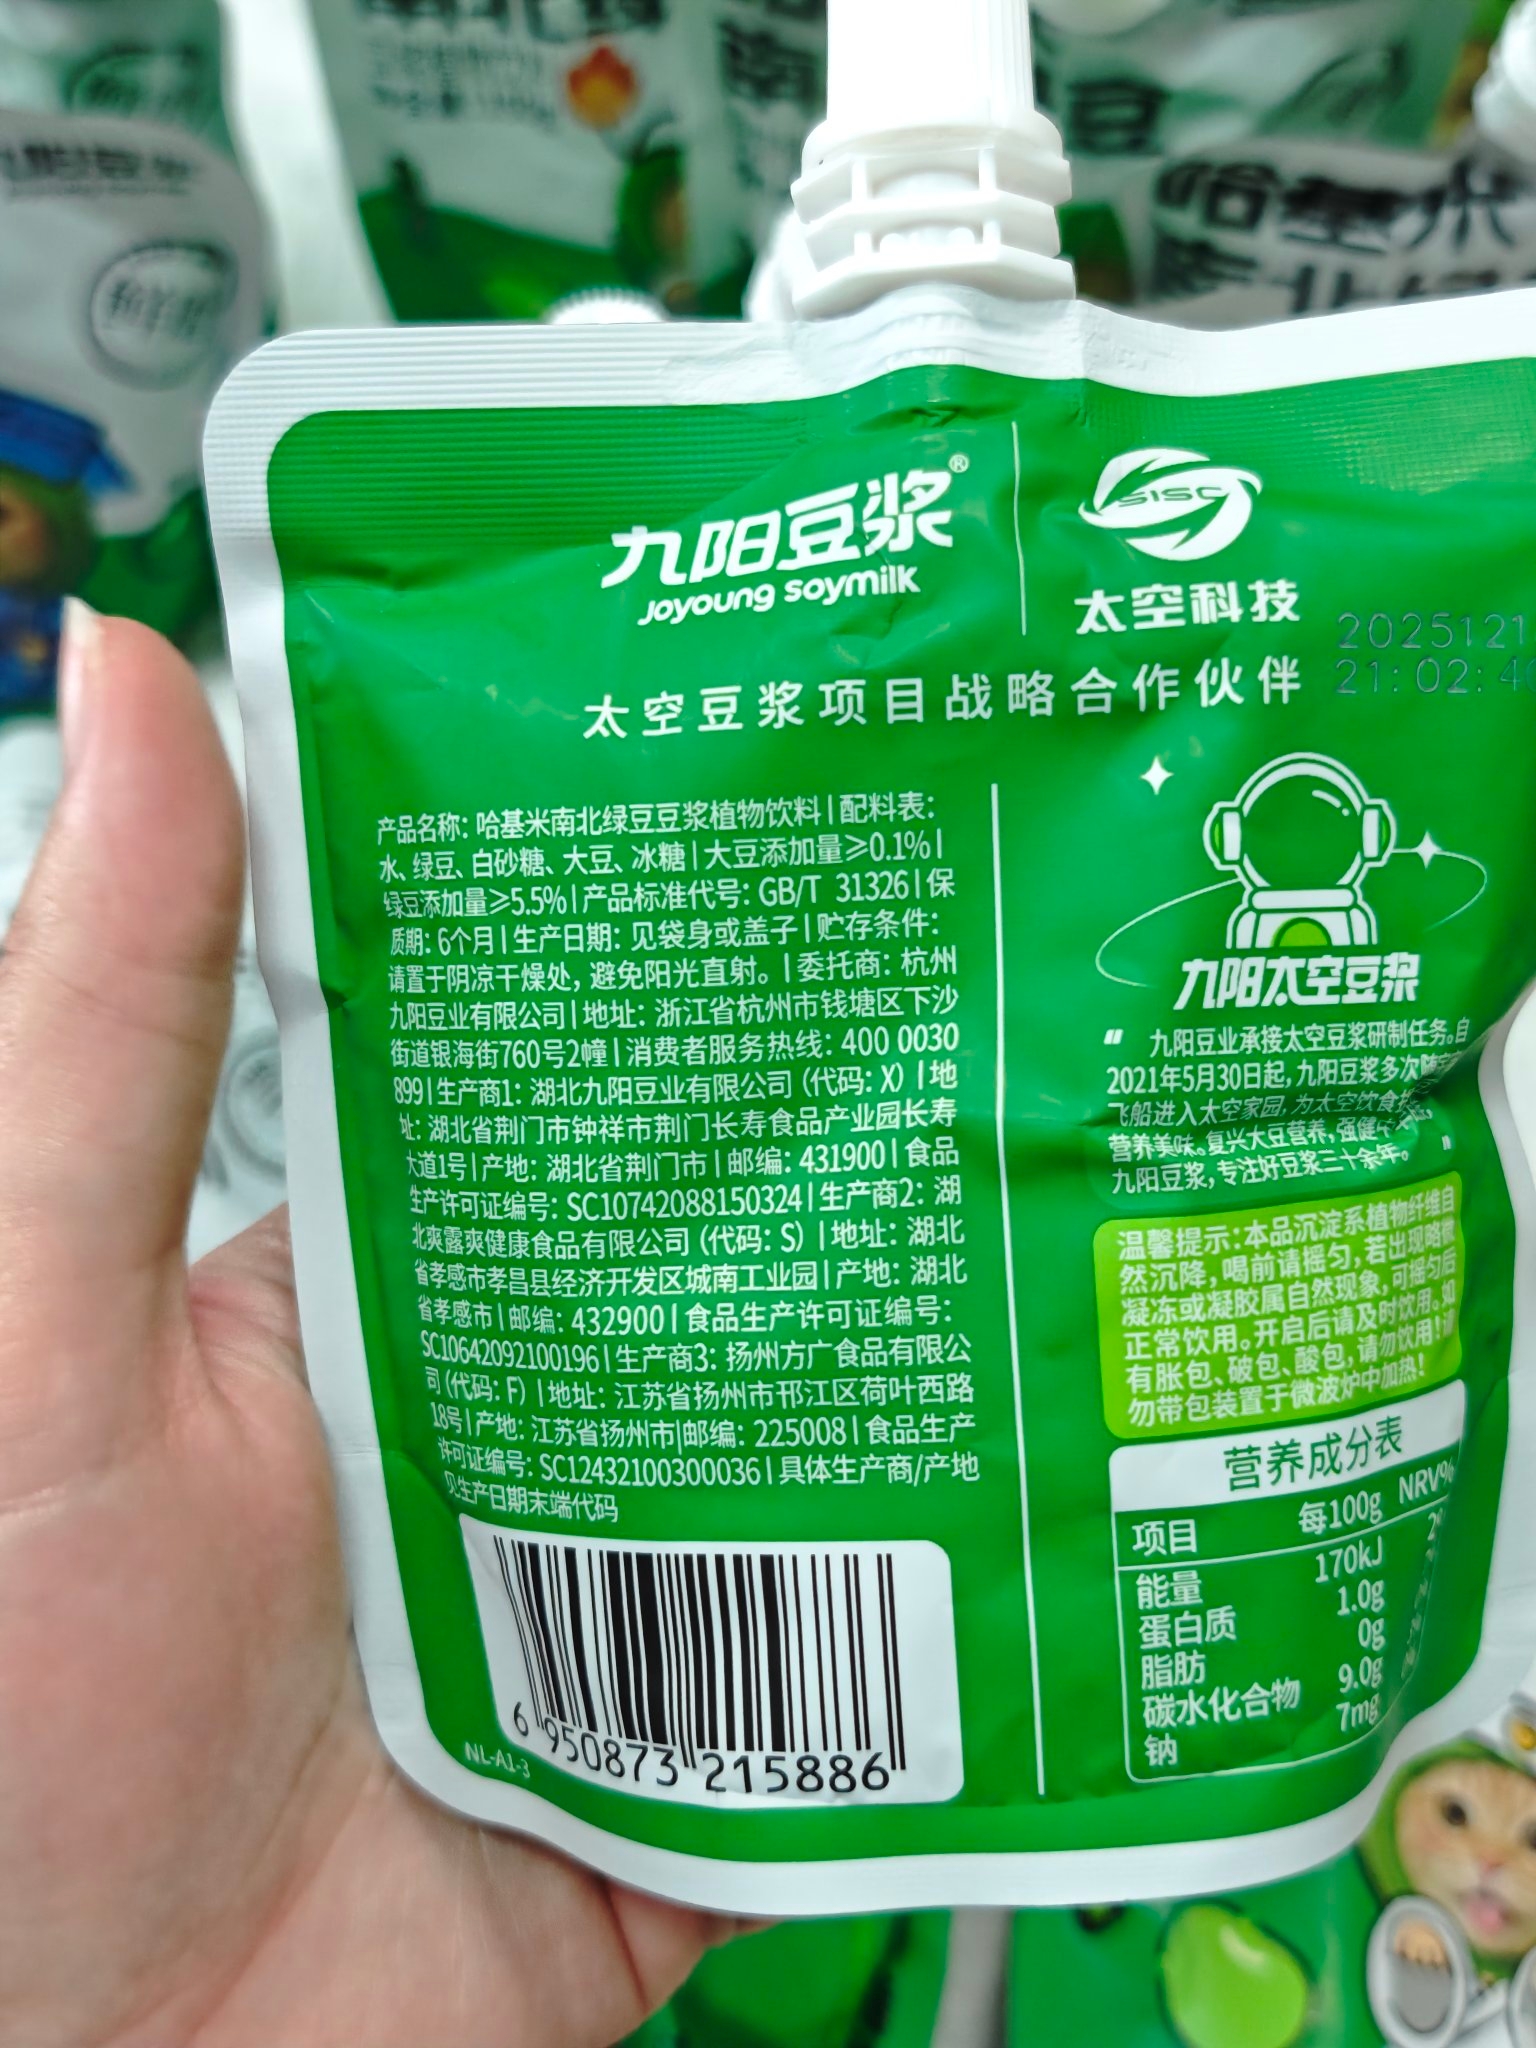 哈基米
九阳豆浆®
Joyoung soymilk
SISC
太空科技
2025121
21:02:4
太空豆浆项目战略合作伙伴
产品名称: 哈基米南北绿豆豆浆植物饮料 | 配料表:
水、绿豆、白砂糖、大豆、冰糖 | 大豆添加量≥0.1% |
绿豆添加量≥5.5% | 产品标准代号: GB/T 31326 | 保
质期: 6个月 | 生产日期: 见袋身或盖子 | 贮存条件:
请置于阴凉干燥处, 避免阳光直射。 | 委托商: 杭州
九阳豆业有限公司 | 地址: 浙江省杭州市钱塘区下沙
街道银海街760号2幢 | 消费者服务热线: 400 0030
899 | 生产商1: 湖北九阳豆业有限公司 (代码: X) | 地
址: 湖北省荆门市钟祥市荆门长寿食品产业园长寿
大道1号 | 产地: 湖北省荆门市 | 邮编: 431900 | 食品
生产许可证编号: SC10742088150324 | 生产商2: 湖
北爽露爽健康食品有限公司 (代码: S) | 地址: 湖北
省孝感市孝昌县经济开发区城南工业园 | 产地: 湖北
省孝感市 | 邮编: 432900 | 食品生产许可证编号:
SC10642092100196 | 生产商3: 扬州方广食品有限公
司 (代码: F) | 地址: 江苏省扬州市邗江区荷叶西路
18号 | 产地: 江苏省扬州市|邮编: 225008 | 食品生产
许可证编号: SC12432100300036 | 具体生产商/产地
见生产日期末端代码
6 950873 215886
NL-A1-3
九阳太空豆浆
“ 九阳豆业承接太空豆浆研制任务。自
2021年5月30日起, 九阳豆浆多次随
飞船进入太空家园, 为太空饮食
营养美味。复兴大豆营养, 强健
九阳豆浆, 专注好豆浆三十余年。 ”
温馨提示: 本品沉淀系植物纤维自
然沉降, 喝前请摇匀, 若出现略微
凝冻或凝胶属自然现象, 可摇匀后
正常饮用。开启后请及时饮用。如
有胀包、破包、酸包, 请勿饮用! 请
勿带包装置于微波炉中加热!
营养成分表
项目 每100g NRV%
能量 170kJ
蛋白质 1.0g
脂肪 0g
碳水化合物 9.0g
钠 7mg